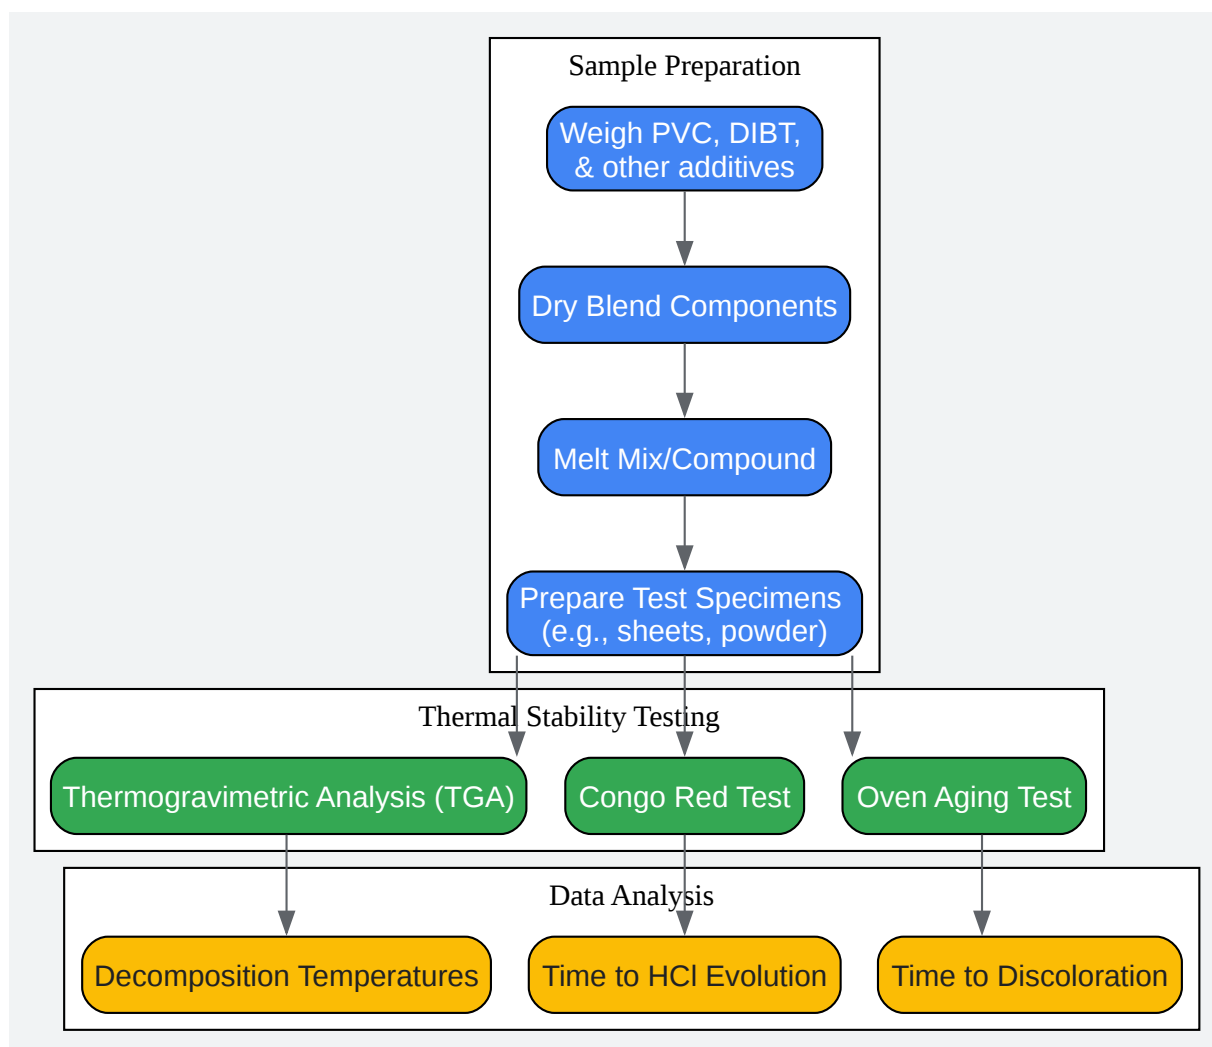 Sample Preparation
Weigh PVC, DIBT,
& other additives
Dry Blend Components
Melt Mix/Compound
Prepare Test Specimens
(e.g., sheets, powder)
Thermal Stability Testing
Thermogravimetric Analysis (TGA)
Congo Red Test
Oven Aging Test
Data Analysis
Decomposition Temperatures
Time to HCl Evolution
Time to Discoloration